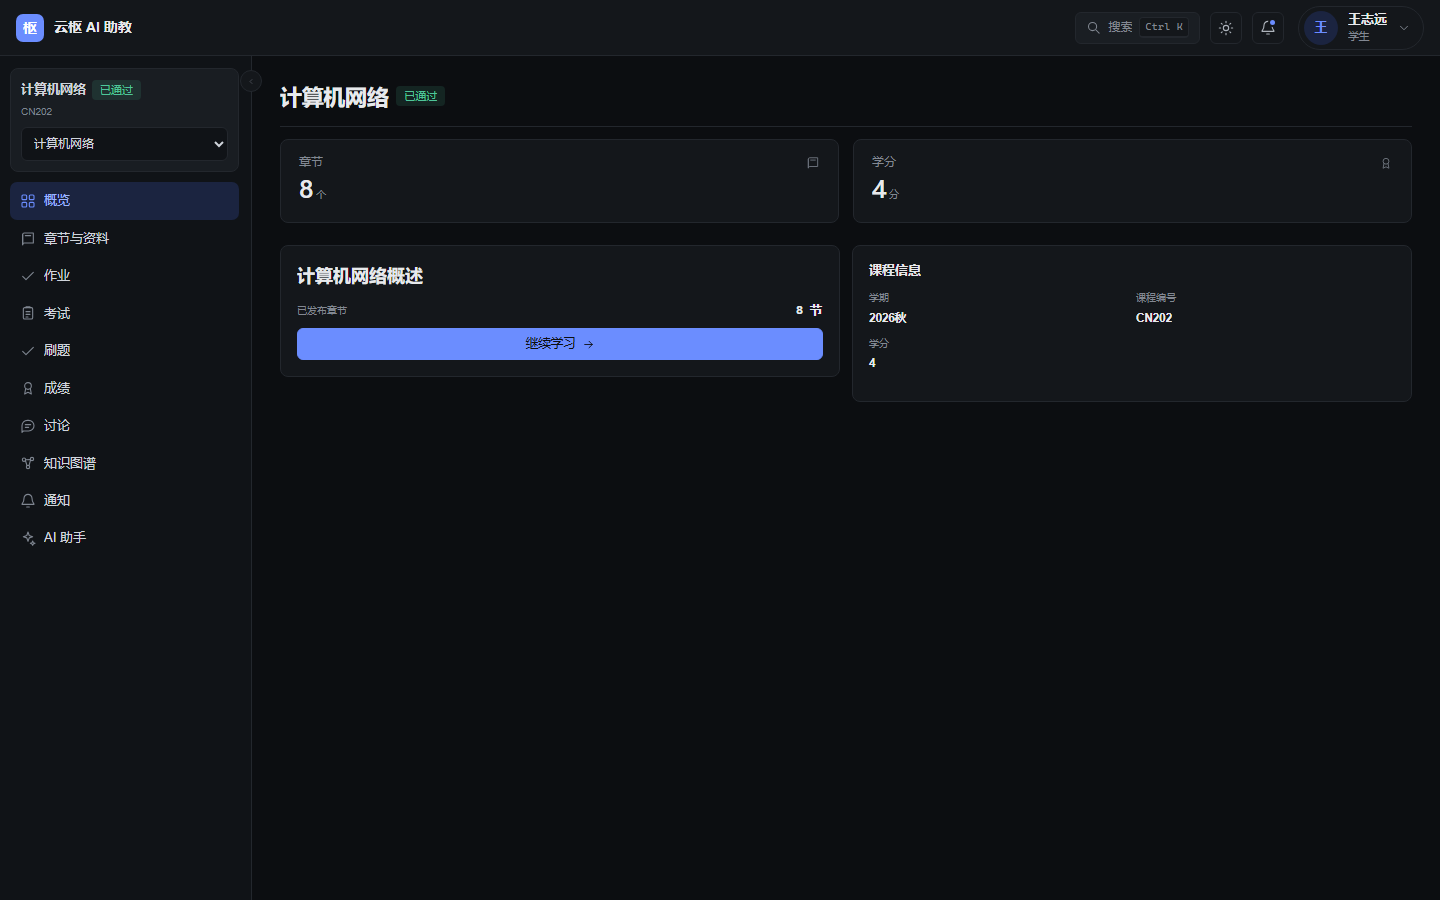 枢 云枢 AI 助教
搜索 Ctrl K
王 王志远
学生
计算机网络 已通过
CN202
计算机网络
概览
章节与资料
作业
考试
刷题
成绩
讨论
知识图谱
通知
AI 助手
计算机网络 已通过
章节
8 个
学分
4 分
计算机网络概述
已发布章节 8 节
继续学习 →
课程信息
学期 课程编号
2026秋 CN202
学分
4